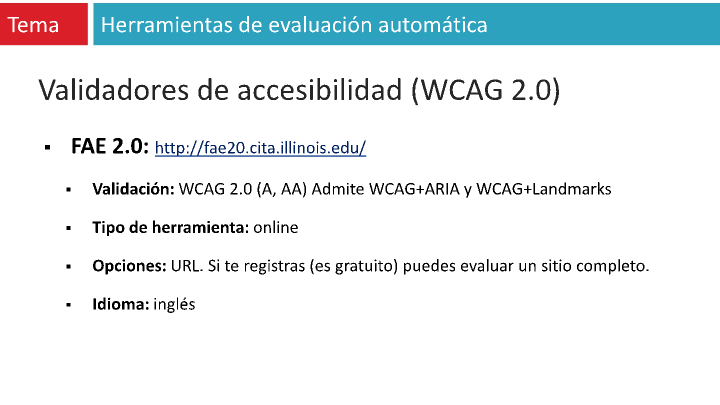 Tema
Herramientas de evaluación automática
Validadores de accesibilidad (WCAG 2.0)
▪ FAE 2.0: http://fae20.cita.illinois.edu/
▪ Validación: WCAG 2.0 (A, AA) Admite WCAG+ARIA y WCAG+Landmarks
▪ Tipo de herramienta: online
▪ Opciones: URL. Si te registras (es gratuito) puedes evaluar un sitio completo.
▪ Idioma: inglés